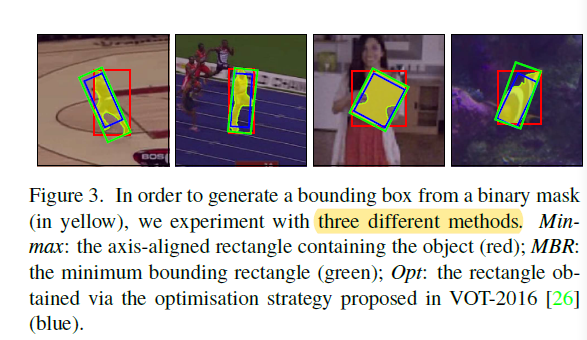 BOS
Figure 3. In order to generate a bounding box from a binary mask
(in yellow), we experiment with three different methods. Min-
max: the axis-aligned rectangle containing the object (red); MBR:
the minimum bounding rectangle (green); Opt: the rectangle ob-
tained via the optimisation strategy proposed in VOT-2016 [26]
(blue).